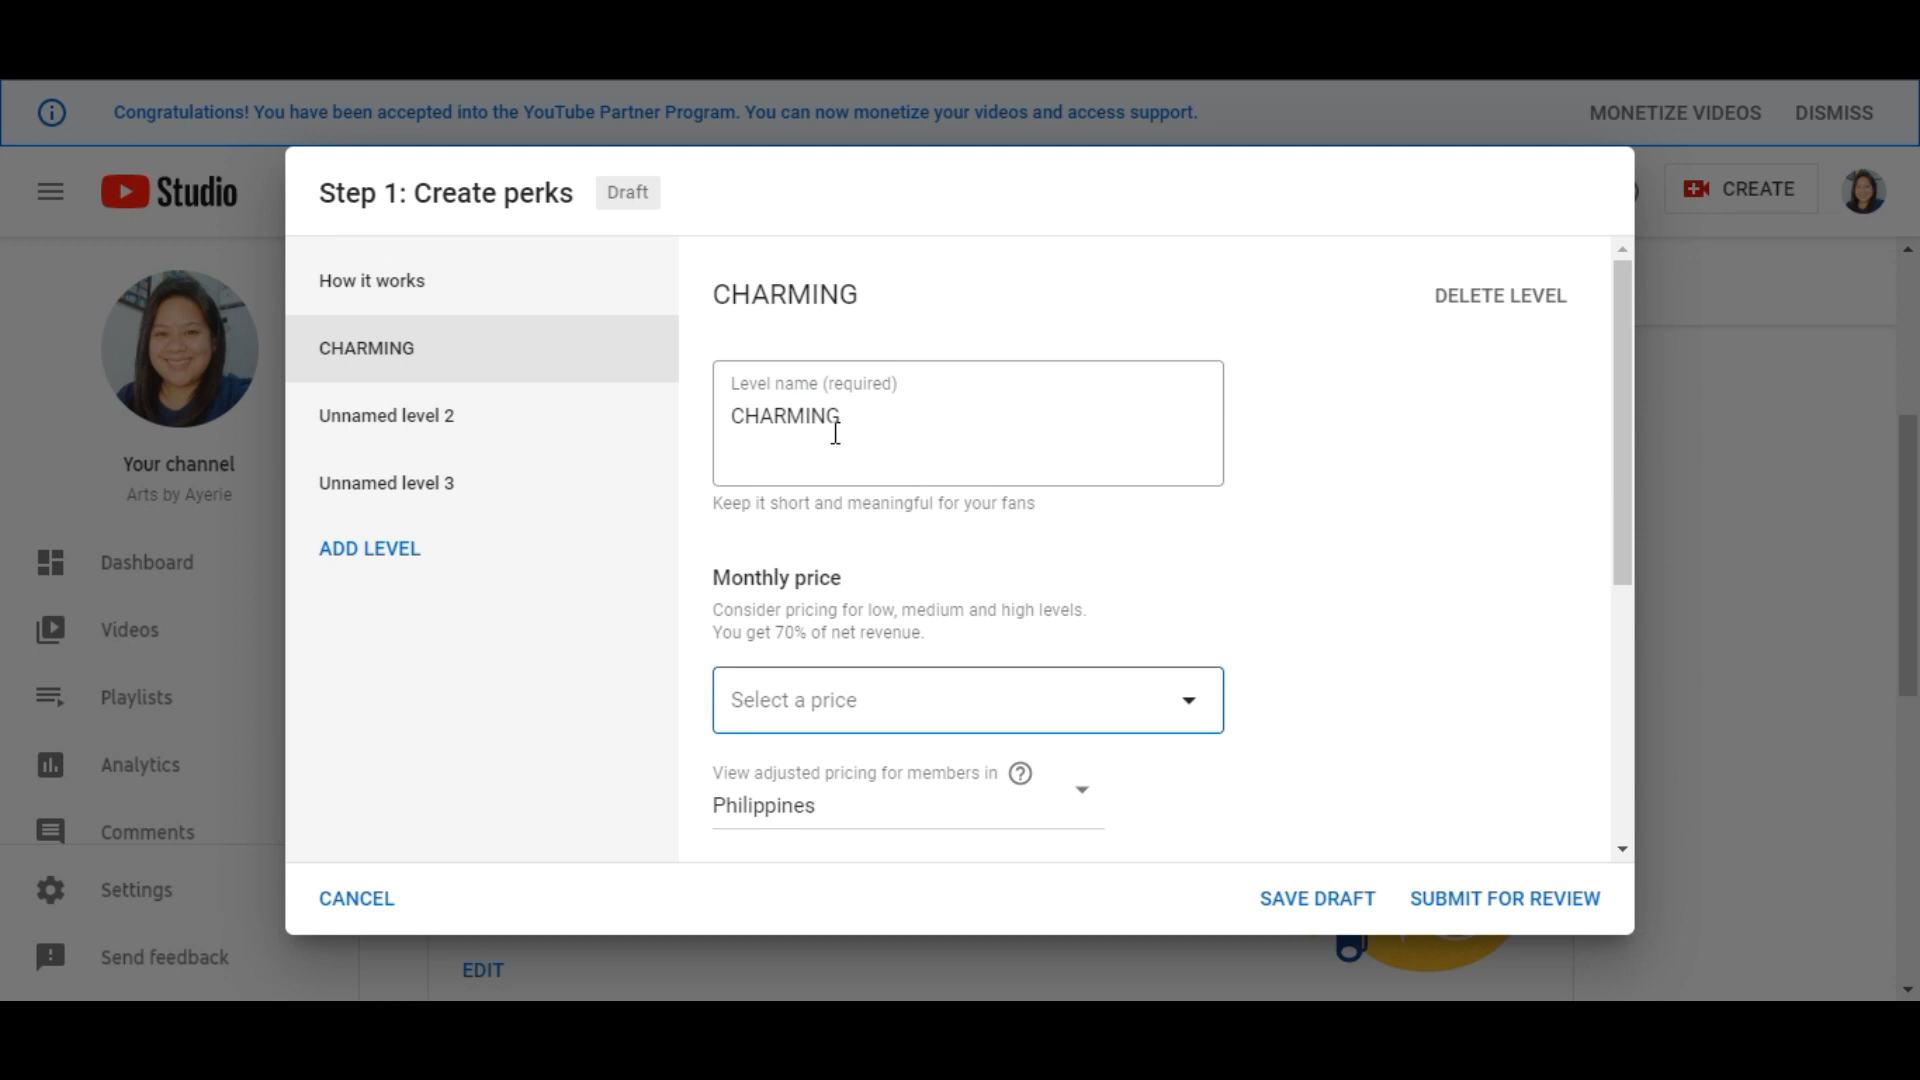 Congratulations! You have been accepted into the YouTube Partner Program. You can now monetize your videos and access support.
MONETIZE VIDEOS
DISMISS
Studio
CREATE
Step 1: Create perks
Draft
How it works
CHARMING
Unnamed level 2
Unnamed level 3
ADD LEVEL
CHARMING
DELETE LEVEL
Level name (required)
CHARMING
Keep it short and meaningful for your fans
Monthly price
Consider pricing for low, medium and high levels.
You get 70% of net revenue.
Select a price
View adjusted pricing for members in
Philippines
CANCEL
SAVE DRAFT
SUBMIT FOR REVIEW
Your channel
Arts by Ayerie
Dashboard
Videos
Playlists
Analytics
Comments
Settings
Send feedback
EDIT